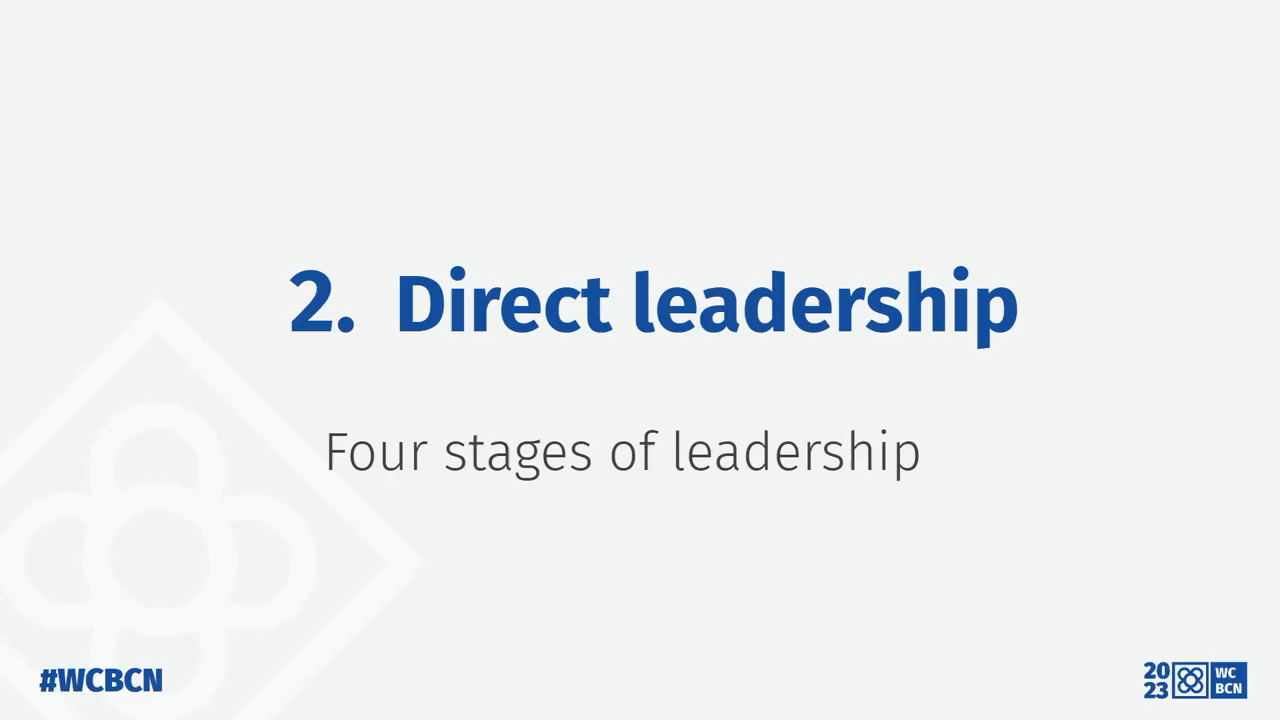 2. Direct leadership
Four stages of leadership
#WCBCN
20
23
WC
BCN